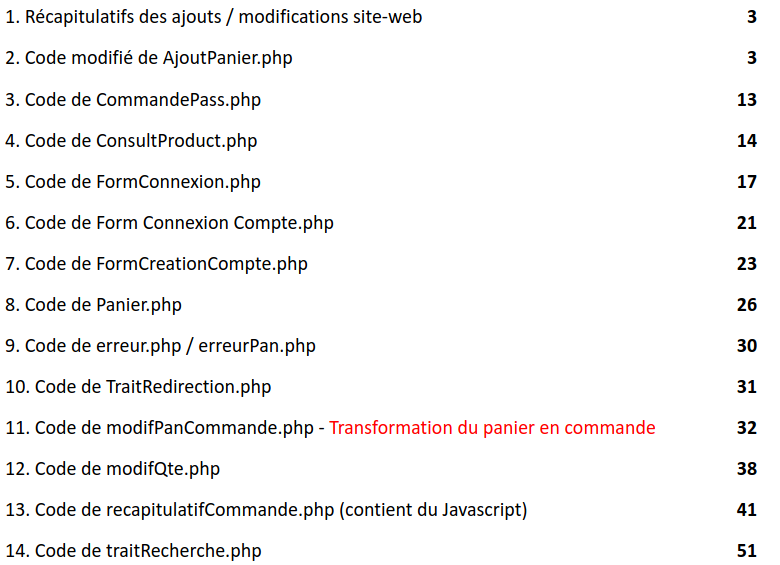 1. Récapitulatifs des ajouts / modifications site-web 3
2. Code modifié de AjoutPanier.php 3
3. Code de CommandePass.php 13
4. Code de ConsultProduct.php 14
5. Code de FormConnexion.php 17
6. Code de Form Connexion Compte.php 21
7. Code de FormCreationCompte.php 23
8. Code de Panier.php 26
9. Code de erreur.php / erreurPan.php 30
10. Code de TraitRedirection.php 31
11. Code de modifPanCommande.php - Transformation du panier en commande 32
12. Code de modifQte.php 38
13. Code de recapitulatifCommande.php (contient du Javascript) 41
14. Code de traitRecherche.php 51